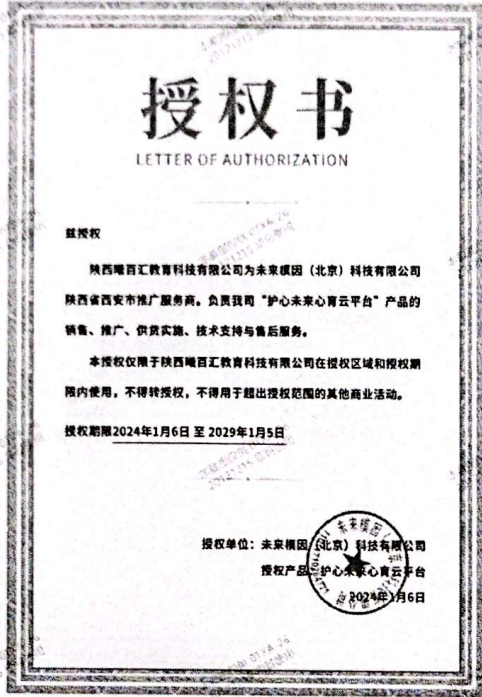 授权书
LETTER OF AUTHORIZATION
兹授权
陕西曦百汇教育科技有限公司为未来模因（北京）科技有限公司
陕西省西安市推广服务商。负责我司“护心未来心育云平台”产品的
销售、推广、供货实施、技术支持与售后服务。
本授权仅限于陕西曦百汇教育科技有限公司在授权区域和授权期
限内使用，不得转授权，不得用于超出授权范围的其他商业活动。
授权期限2024年1月6日 至 2029年1月5日
授权单位：未来模因（北京）科技有限公司
授权产品：护心未来心育云平台
2024年1月6日